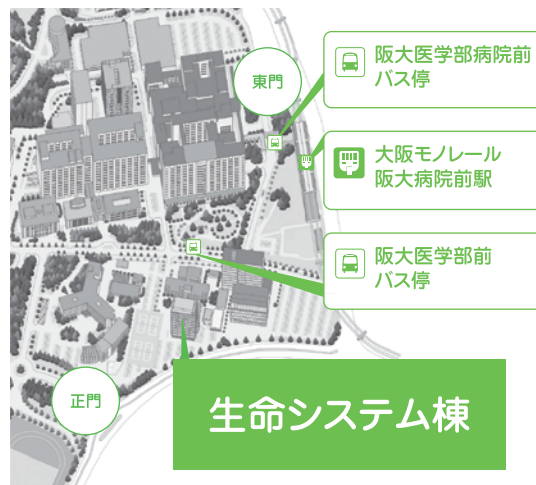 東門
阪大医学部病院前
バス停
大阪モノレール
阪大病院前駅
阪大医学部前
バス停
正門
生命システム棟